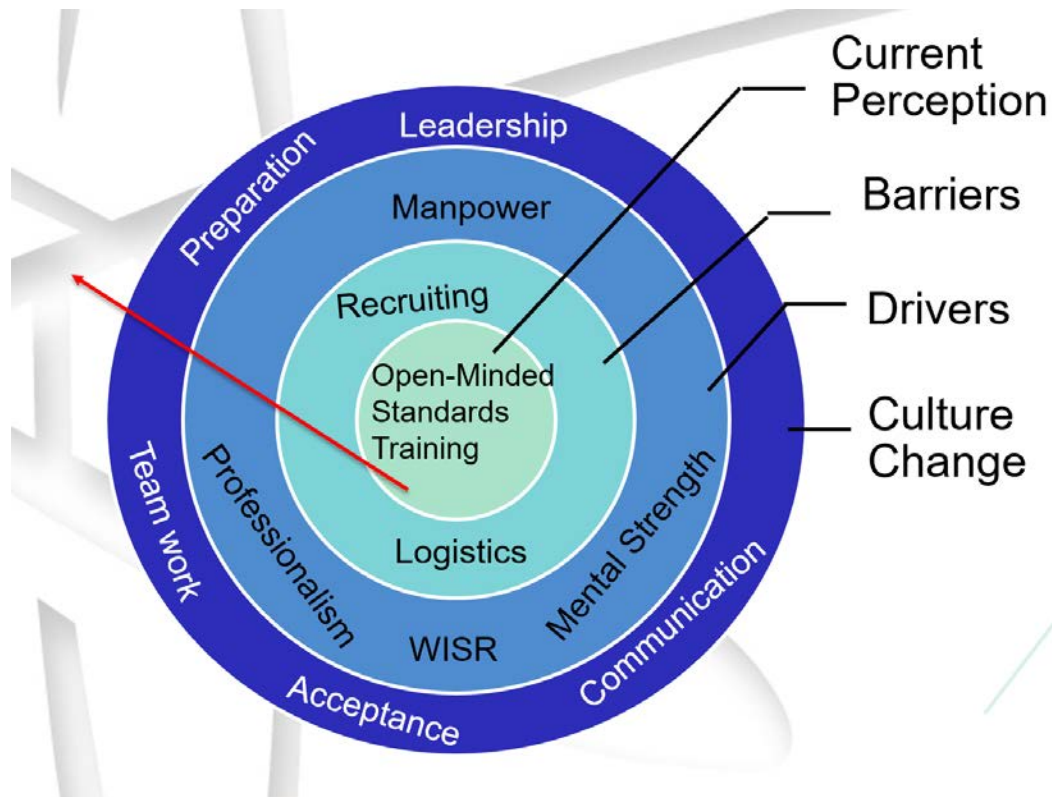 Current
Perception
Barriers
Drivers
Culture
Change
Leadership
Preparation
Team work
Acceptance
Communication
Manpower
Professionalism
WISR
Mental Strength
Recruiting
Logistics
Open-Minded
Standards
Training